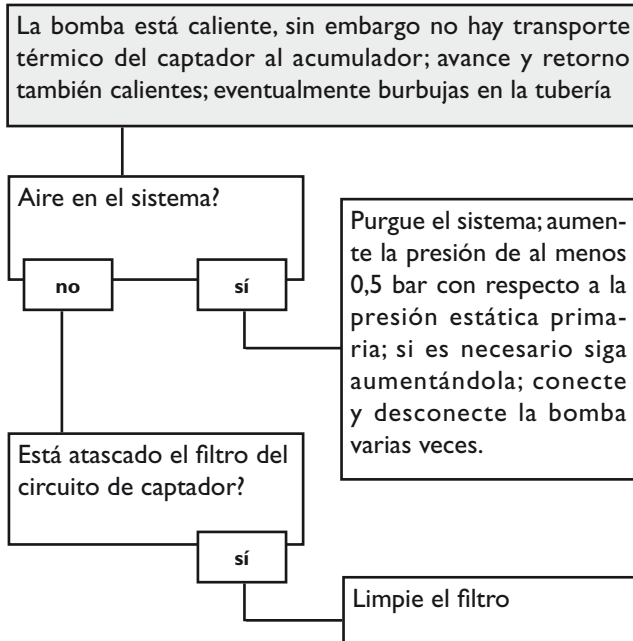 La bomba está caliente, sin embargo no hay transporte
térmico del captador al acumulador; avance y retorno
también calientes; eventualmente burbujas en la tubería
Aire en el sistema?
no
sí
Purgue el sistema; aumen-
te la presión de al menos
0,5 bar con respecto a la
presión estática prima-
ria; si es necesario siga
aumentándola; conecte
y desconecte la bomba
varias veces.
Está atascado el filtro del
circuito de captador?
sí
Limpie el filtro